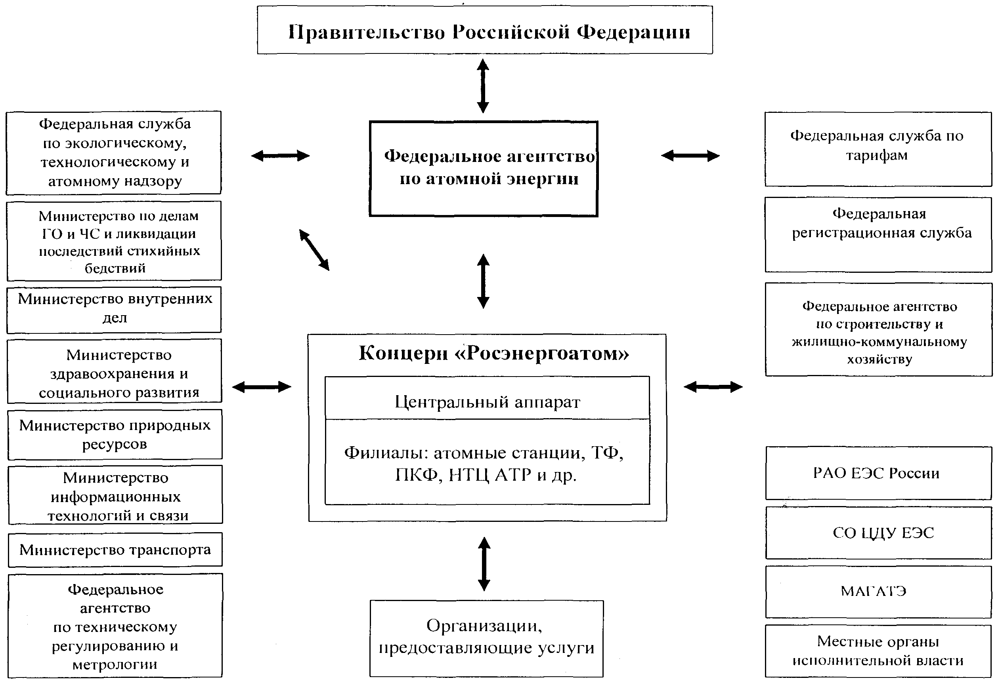 Правительство Российской Федерации
Федеральная служба
по экологическому,
технологическому и
атомному надзору
Министерство по делам
ГО и ЧС и ликвидации
последствий стихийных
бедствий
Министерство внутренних
дел
Министерство
здравоохранения и
социального развития
Министерство природных
ресурсов
Министерство
информационных
технологий и связи
Министерство транспорта
Федеральное
агентство
по техническому
регулированию и
метрологии
Федеральное агентство
по атомной энергии
Концерн «Росэнергоатом»
Центральный аппарат
Филиалы: атомные станции, ТФ,
ПКФ, НТЦ АТР и др.
Организации,
предоставляющие услуги
Федеральная служба по
тарифам
Федеральная
регистрационная служба
Федеральное агентство
по строительству и
жилищно-коммунальному
хозяйству
РАО ЕЭС России
СО ЦДУ ЕЭС
МАГАТЭ
Местные органы
исполнительной власти